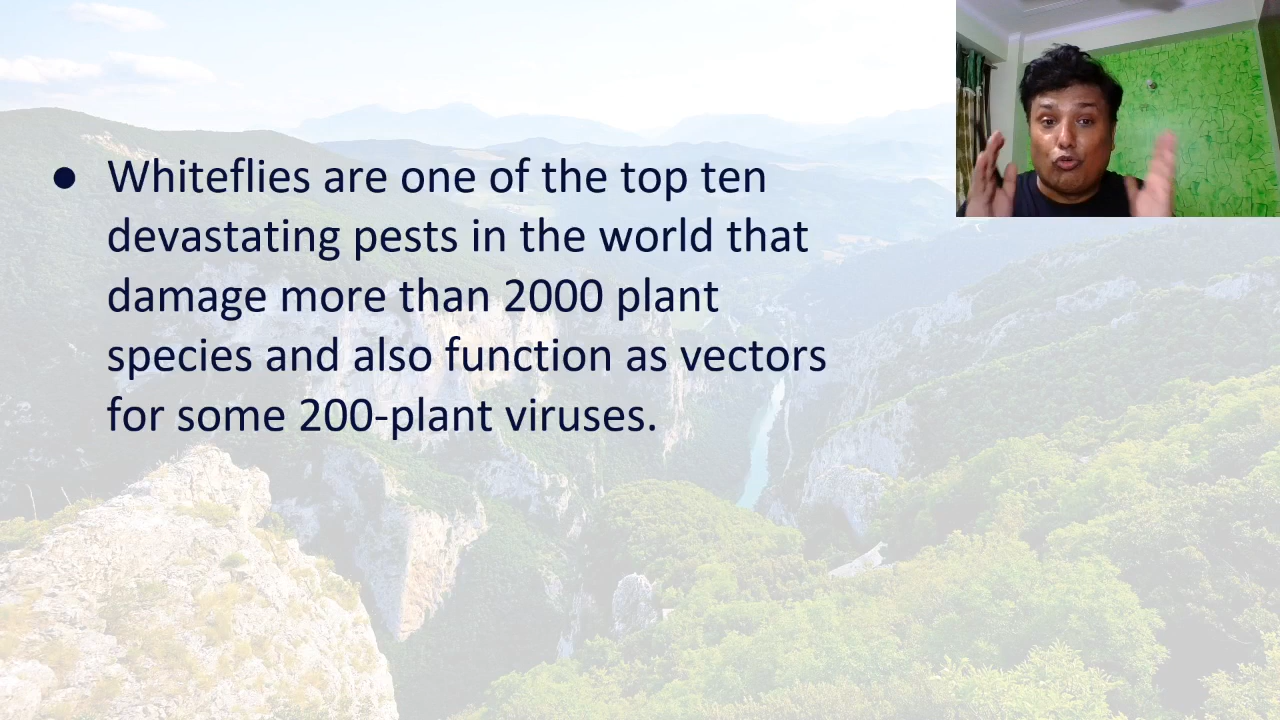 ● Whiteflies are one of the top ten
devastating pests in the world that
damage more than 2000 plant
species and also function as vectors
for some 200-plant viruses.